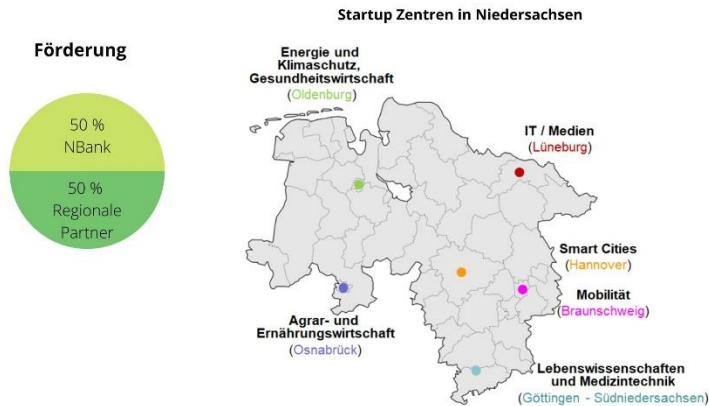 Startup Zentren in Niedersachsen
Förderung
50 %
NBank
50 %
Regionale
Partner
Energie und
Klimaschutz,
Gesundheitswirtschaft
(Oldenburg)
IT / Medien
(Lüneburg)
Smart Cities
(Hannover)
Mobilität
(Braunschweig)
Agrar- und
Ernährungswirtschaft
(Osnabrück)
Lebenswissenschaften
und Medizintechnik
(Göttingen - Südniedersachsen)